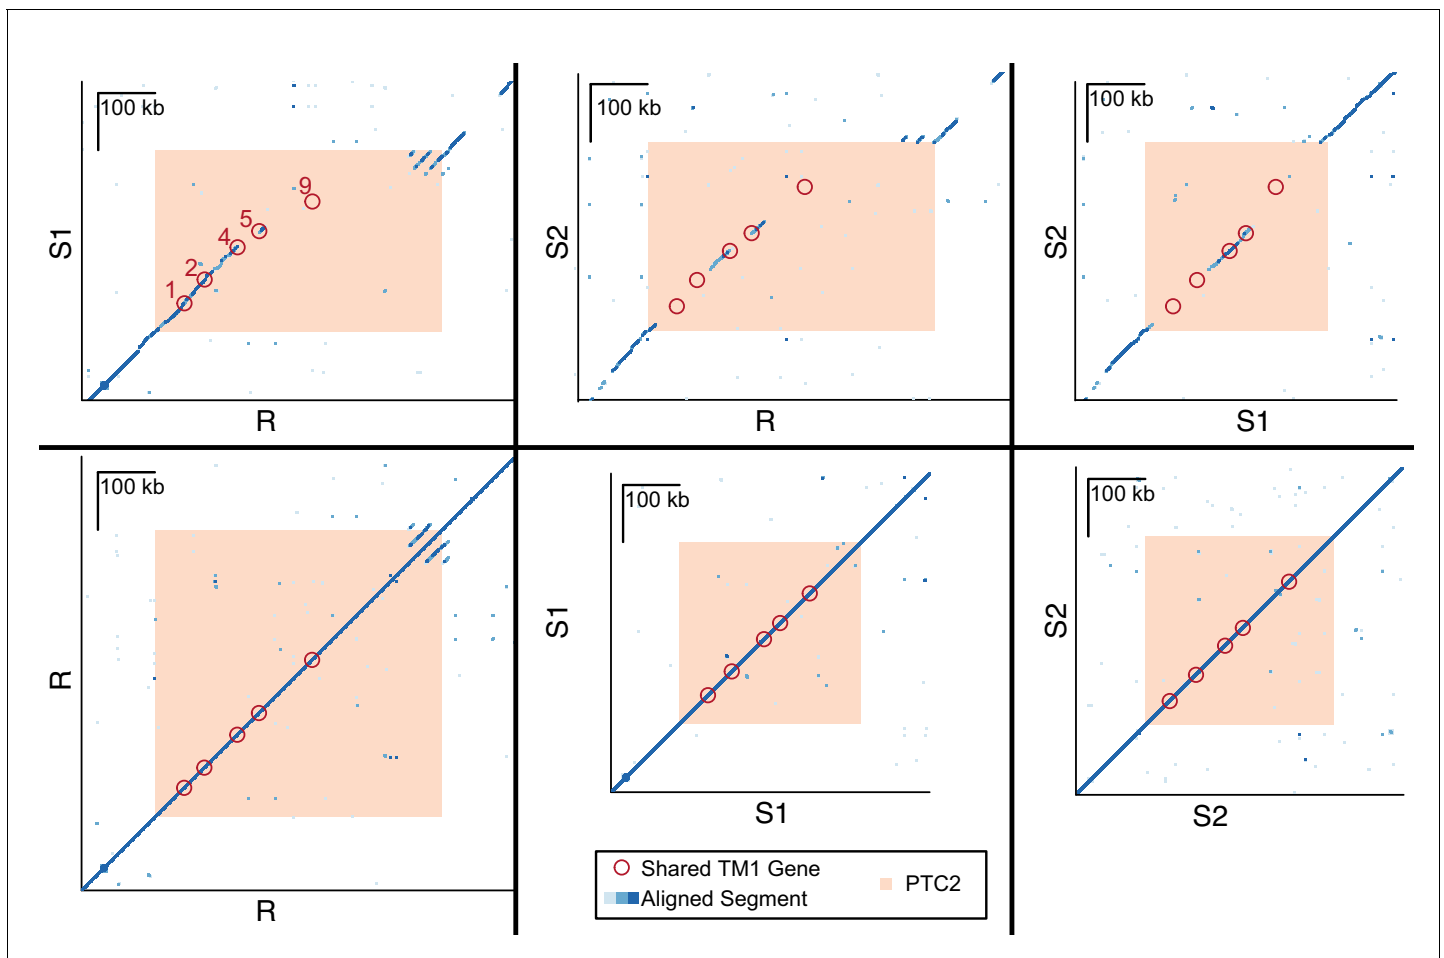 100 kb
9
5
4
2
1
S1
R
100 kb
S2
R
100 kb
S2
S1
100 kb
R
R
100 kb
S1
S1
100 kb
S2
S2
Shared TM1 Gene
Aligned Segment
PTC2